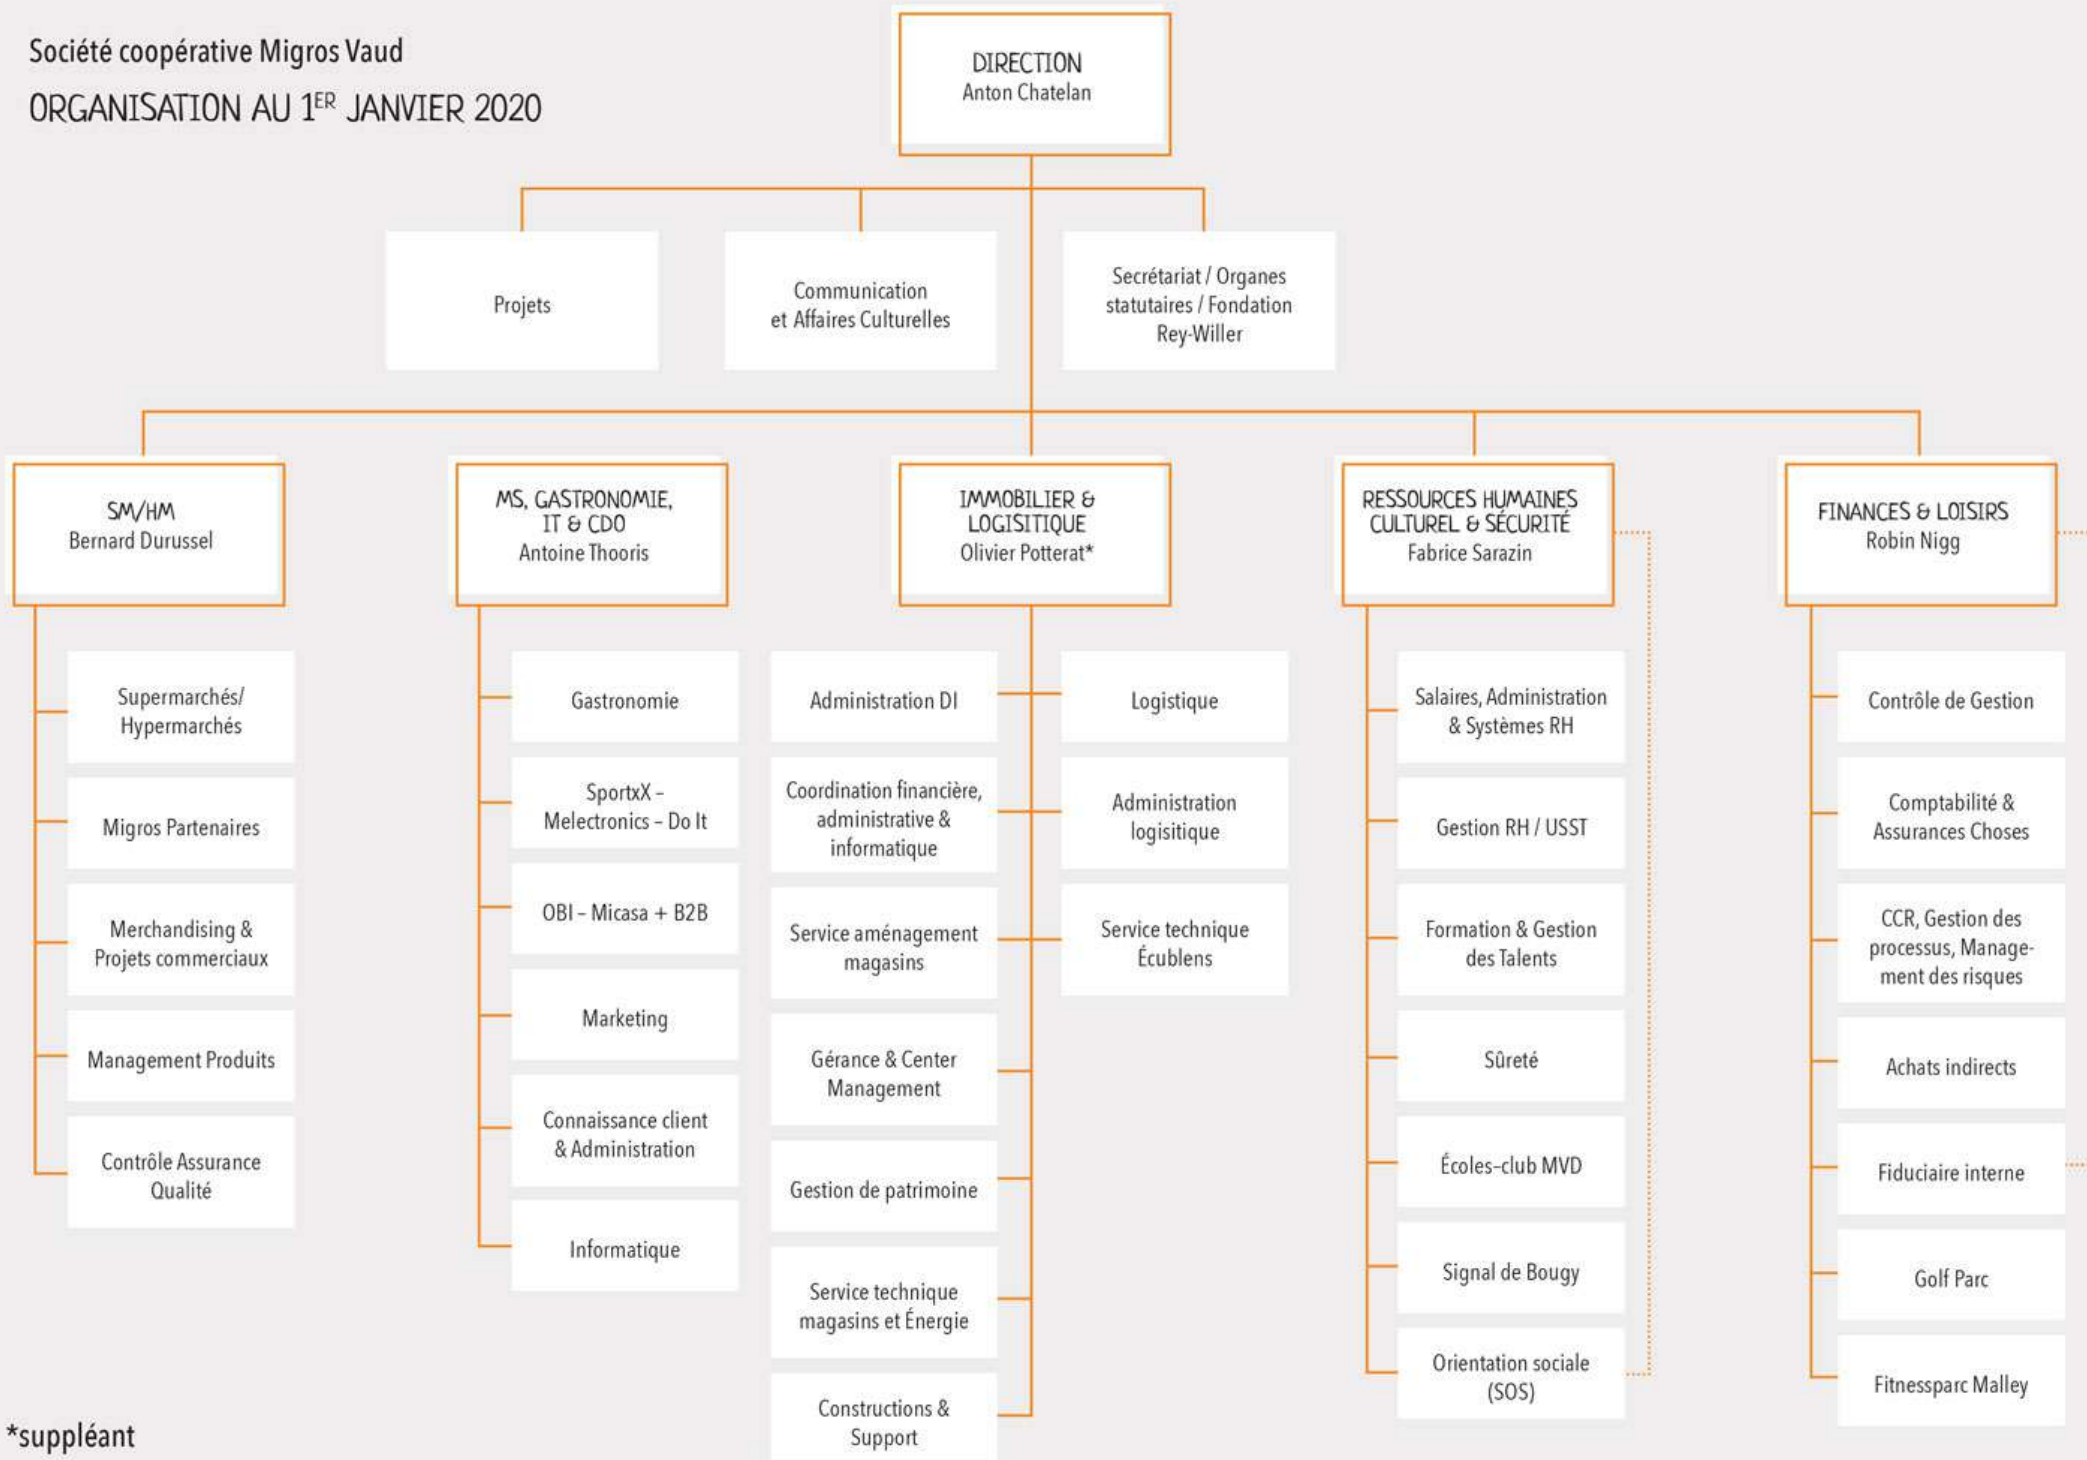 Société coopérative Migros Vaud
ORGANISATION AU 1ER JANVIER 2020
DIRECTION
Anton Chatelan
Projets
Communication
et Affaires Culturelles
Secrétariat / Organes
statutaires / Fondation
Rey-Willer
SM/HM
Bernard Durussel
Supermarchés/
Hypermarchés
Migros Partenaires
Merchandising &
Projets commerciaux
Management Produits
Contrôle Assurance
Qualité
MS, GASTRONOMIE,
IT & CDO
Antoine Thooris
Gastronomie
SportxX –
Melectronics – Do It
OBI – Micasa + B2B
Marketing
Connaissance client
& Administration
Informatique
IMMOBILIER &
LOGISITIQUE
Olivier Potterat*
Administration DI
Coordination financière,
administrative &
informatique
Service aménagement
magasins
Gérance & Center
Management
Gestion de patrimoine
Service technique
magasins et Énergie
Constructions &
Support
Logistique
Administration
logisitique
Service technique
Écublens
RESSOURCES HUMAINES
CULTUREL & SÉCURITÉ
Fabrice Sarazin
Salaires, Administration
& Systèmes RH
Gestion RH / USST
Formation & Gestion
des Talents
Sûreté
Écoles–club MVD
Signal de Bougy
Orientation sociale
(SOS)
FINANCES & LOISIRS
Robin Nigg
Contrôle de Gestion
Comptabilité &
Assurances Choses
CCR, Gestion des
processus, Manage-
ment des risques
Achats indirects
Fiduciaire interne
Golf Parc
Fitnessparc Malley
*suppléant